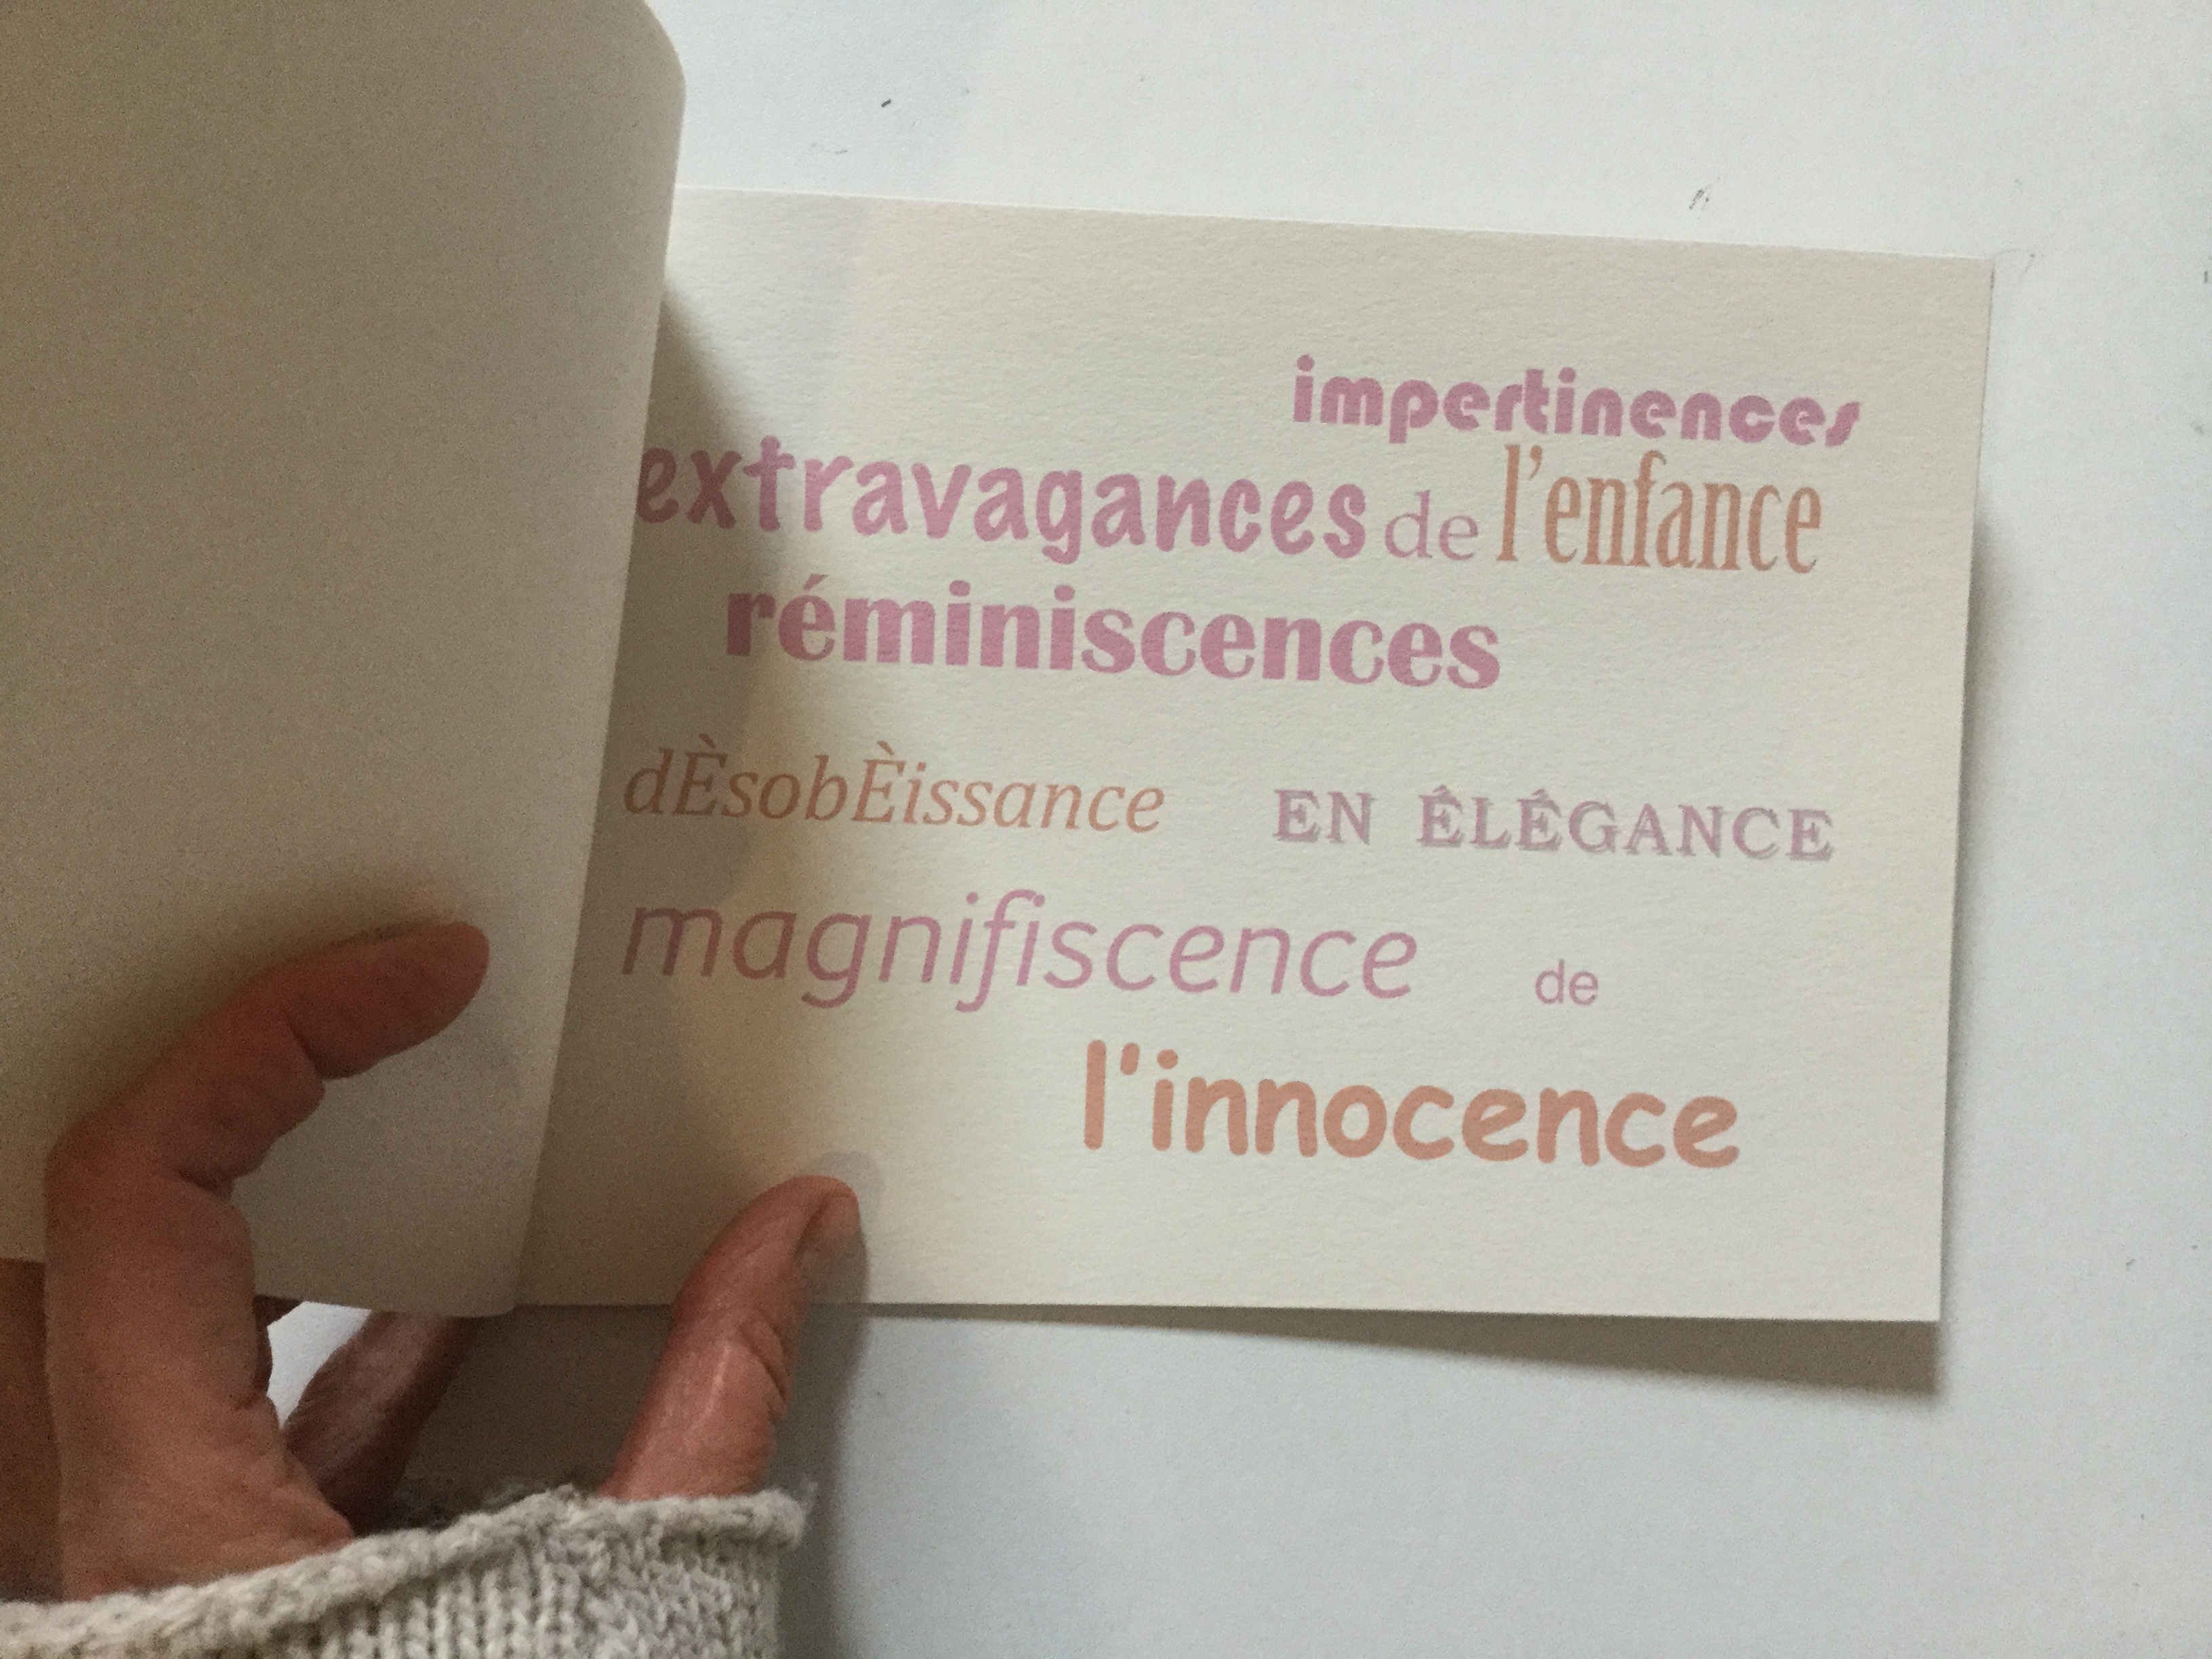 impertinences
extravagances de l'enfance
réminiscences
dÈsobÈissance EN ÉLÉGANCE
magnifiscence de
l'innocence